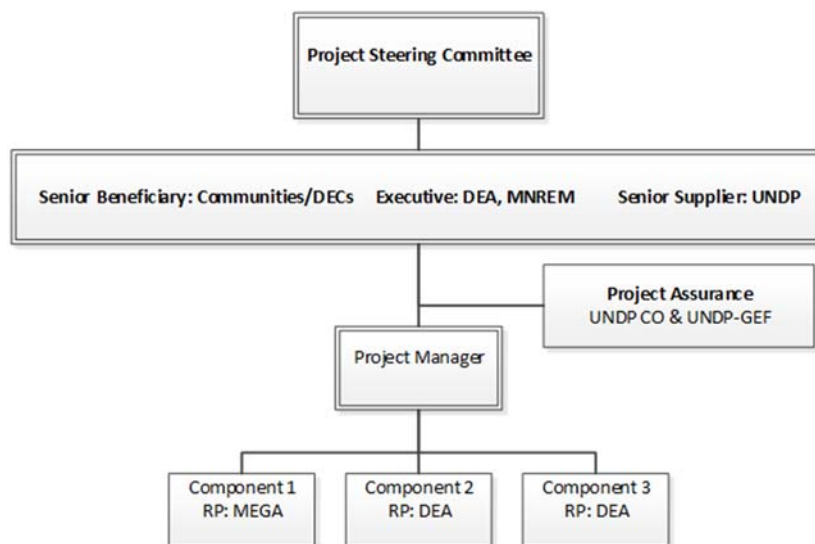 Project Steering Committee
Senior Beneficiary: Communities/DECs Executive: DEA, MNREM Senior Supplier: UNDP
Project Assurance
UNDP CO & UNDP-GEF
Project Manager
Component 1
RP: MEGA
Component 2
RP: DEA
Component 3
RP: DEA